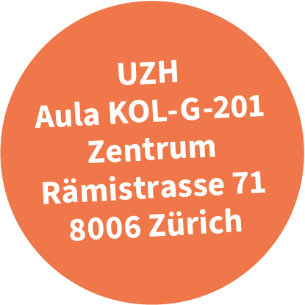 UZH
Aula KOL-G-201
Zentrum
Rämistrasse 71
8006 Zürich